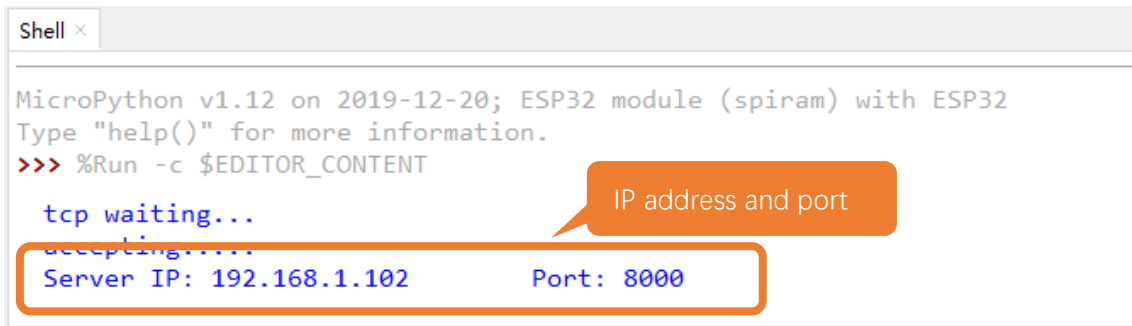 Shell ×
MicroPython v1.12 on 2019-12-20; ESP32 module (spiram) with ESP32
Type "help()" for more information.
>>> %Run -c $EDITOR_CONTENT
IP address and port
tcp waiting...
accepting.....
Server IP: 192.168.1.102 Port: 8000